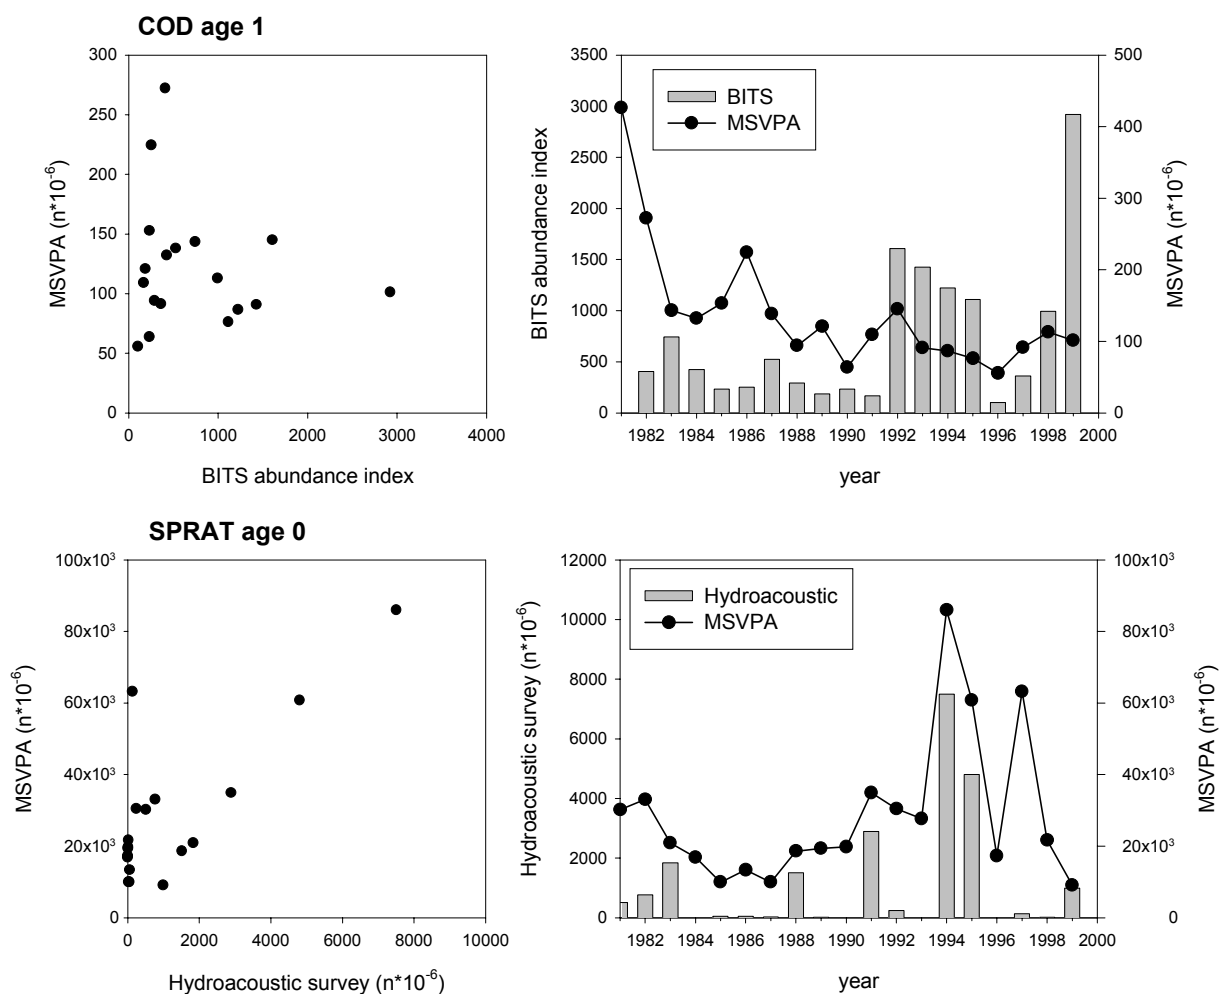 COD age 1
300
250
200
150
100
50
0
MSVPA (n*10-6)
0 1000 2000 3000 4000
BITS abundance index
3500
3000
2500
2000
1500
1000
500
0
BITS abundance index
BITS
MSVPA
500
400
300
200
100
0
MSVPA (n*10-6)
1982 1984 1986 1988 1990 1992 1994 1996 1998 2000
year
SPRAT age 0
100x10³
80x10³
60x10³
40x10³
20x10³
0
MSVPA (n*10-6)
0 2000 4000 6000 8000 10000
Hydroacoustic survey (n*10-6)
12000
10000
8000
6000
4000
2000
0
Hydroacoustic survey (n*10-6)
Hydroacoustic
MSVPA
100x10³
80x10³
60x10³
40x10³
20x10³
0
MSVPA (n*10-6)
1982 1984 1986 1988 1990 1992 1994 1996 1998 2000
year